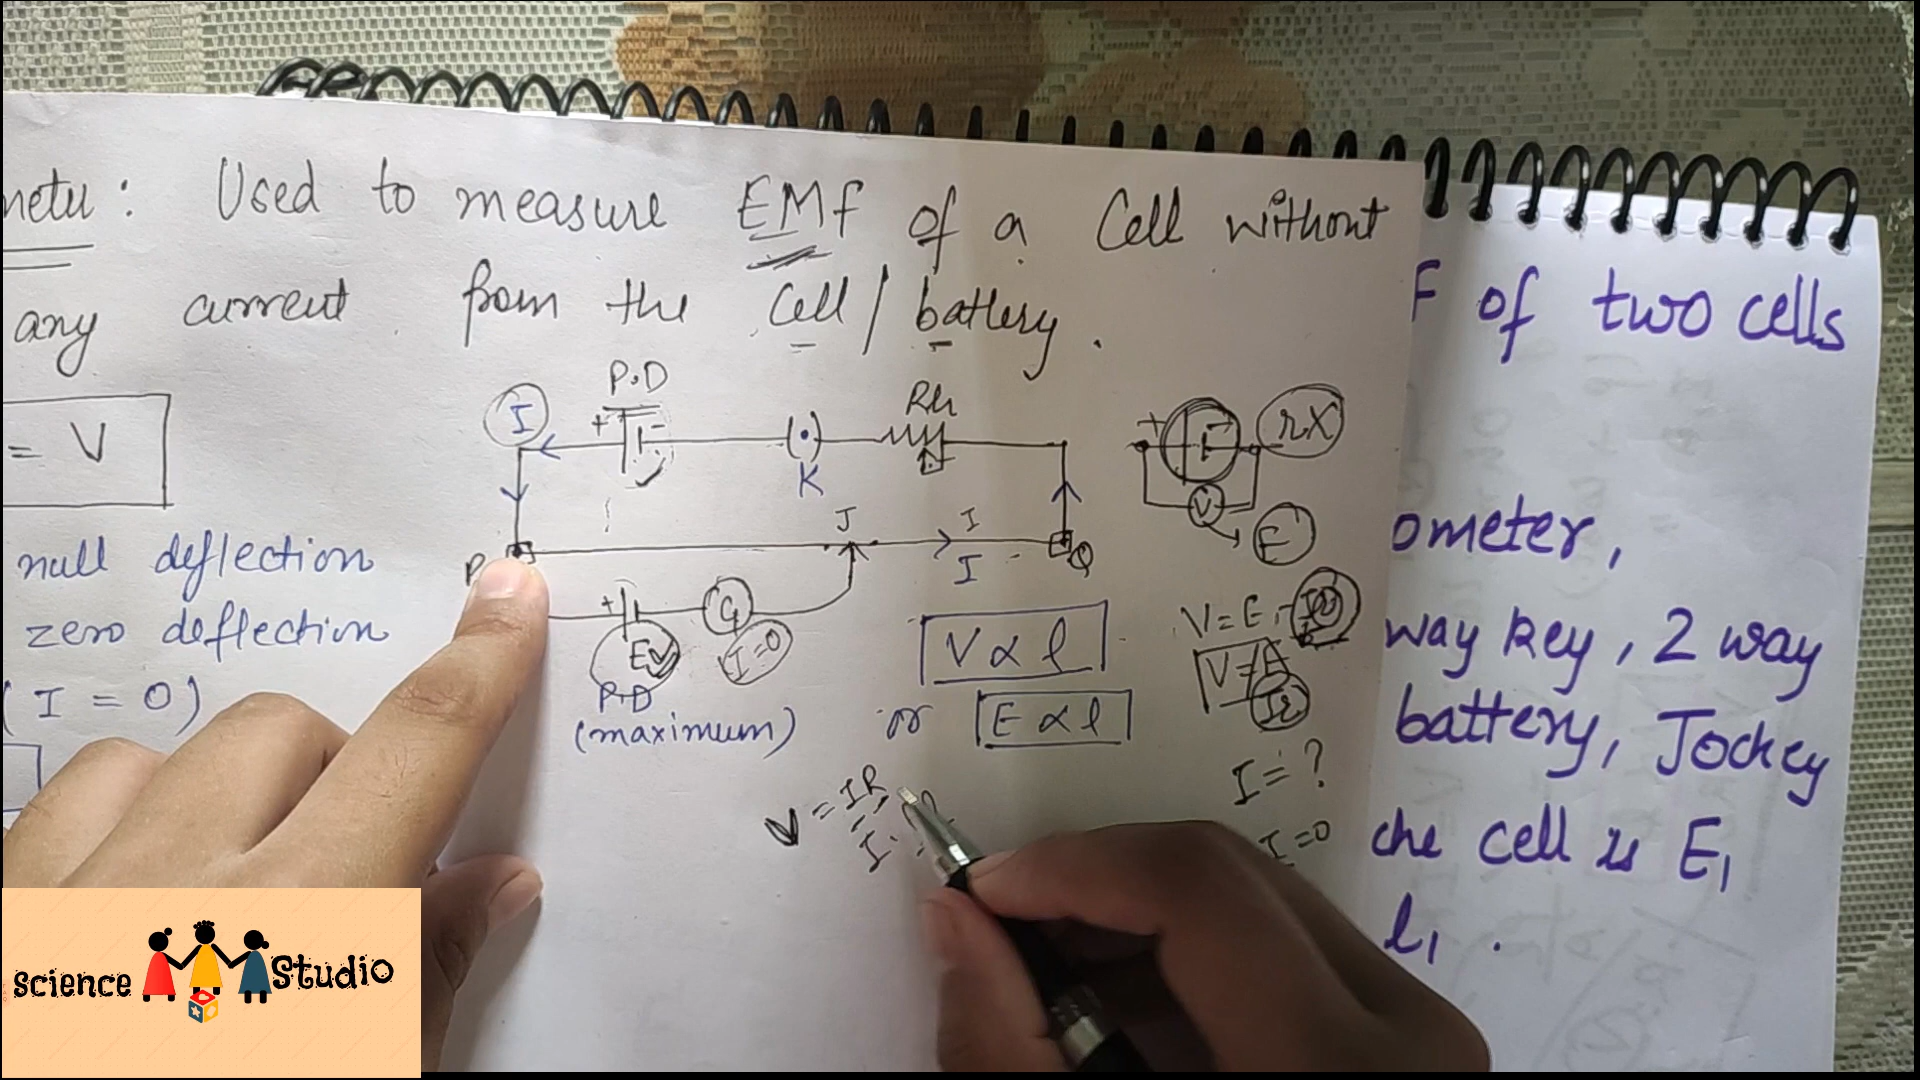 Used to measure EMf of a Cell without
any current from the Cell / battery.
= V
null deflection
zero deflection
( I = 0 )
P.D
I
+
K
Rh
J
I
I
P
Q
+
E
P.D
(maximum)
G
I = 0
V ∝ l
or E ∝ l
V = IR
+
rX
V
E
V = E -
Ir
I = ?
I = 0
F of two cells
ometer,
way key, 2 way
battery, Jockey
the cell is E1
l1 .
Science Studio